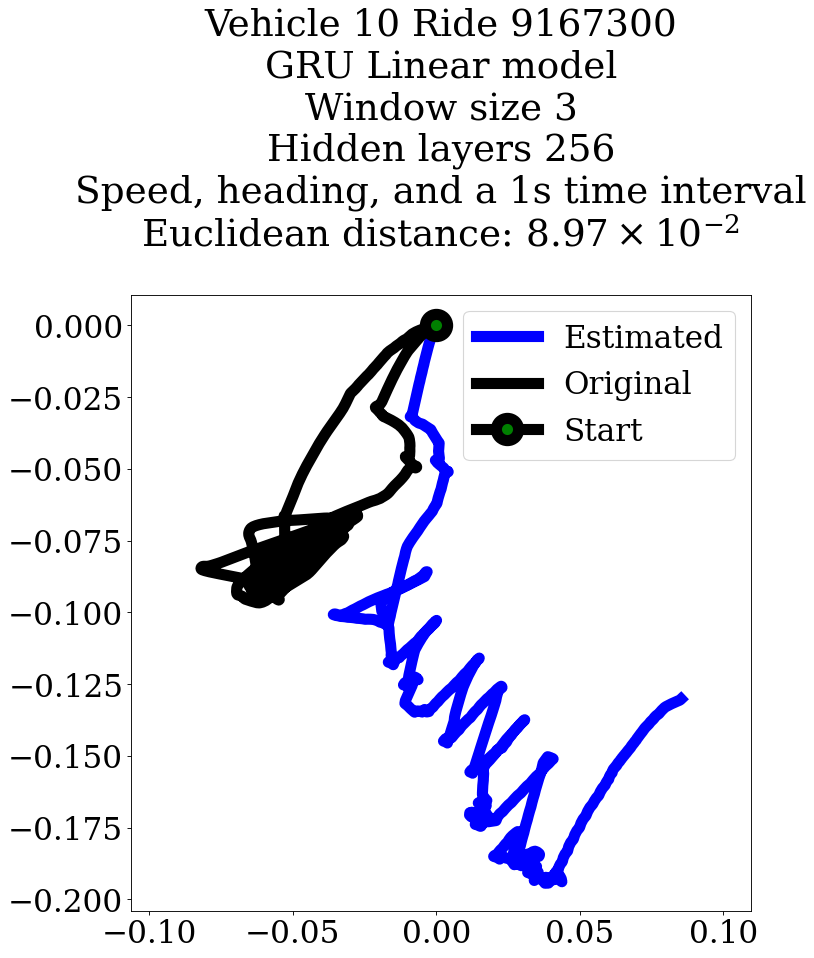 Vehicle 10 Ride 9167300
GRU Linear model
Window size 3
Hidden layers 256
Speed, heading, and a 1s time interval
Euclidean distance: 8.97 × 10⁻²
Estimated
Original
Start
0.000
−0.025
−0.050
−0.075
−0.100
−0.125
−0.150
−0.175
−0.200
−0.10 −0.05 0.00 0.05 0.10